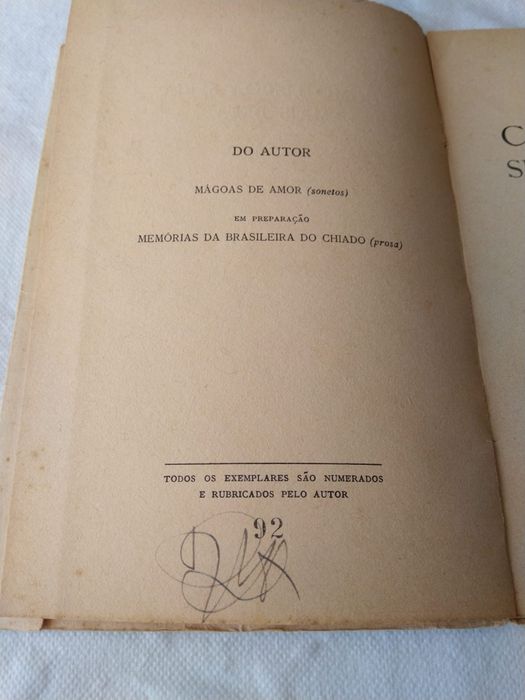 DO AUTOR
MÁGOAS DE AMOR (sonetos)
EM PREPARAÇÃO
MEMÓRIAS DA BRASILEIRA DO CHIADO (prosa)
TODOS OS EXEMPLARES SÃO NUMERADOS
E RUBRICADOS PELO AUTOR
92